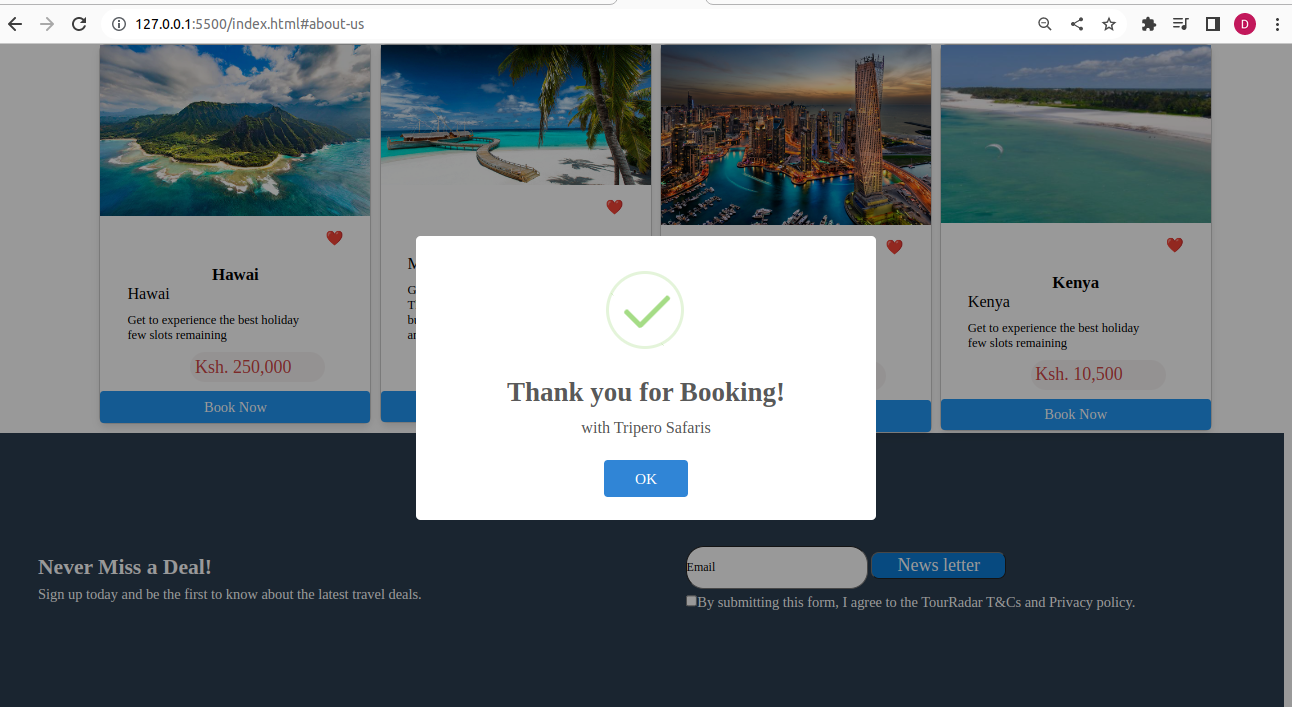 127.0.0.1:5500/index.html#about-us
D
Hawai
Hawai
Get to experience the best holiday
few slots remaining
Ksh. 250,000
Book Now
Kenya
Kenya
Get to experience the best holiday
few slots remaining
Ksh. 10,500
Book Now
Thank you for Booking!
with Tripero Safaris
OK
Never Miss a Deal!
Sign up today and be the first to know about the latest travel deals.
Email
News letter
By submitting this form, I agree to the TourRadar T&Cs and Privacy policy.